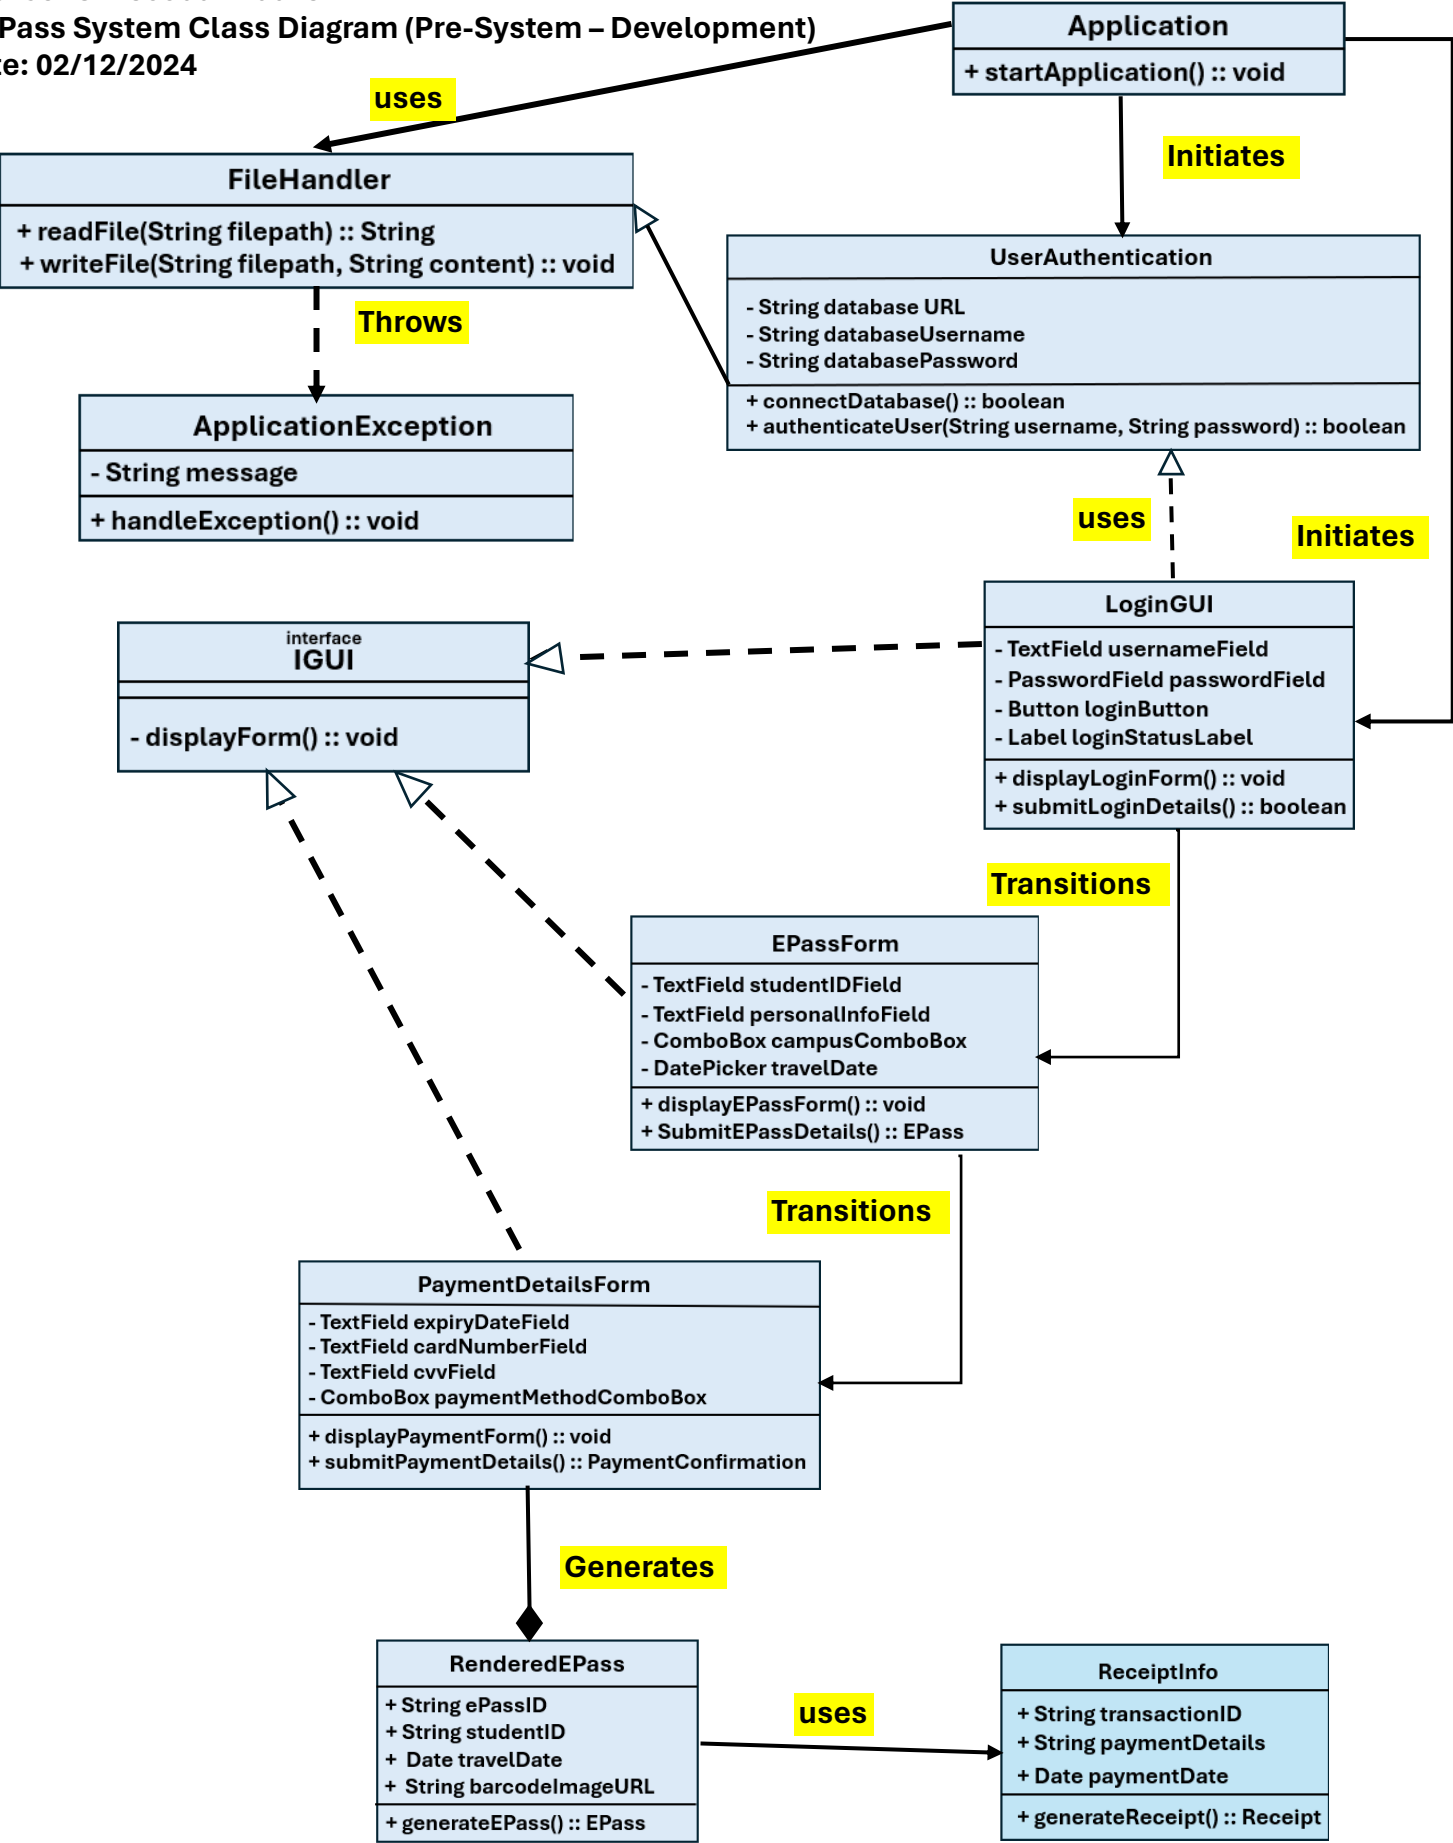 Pass System Class Diagram (Pre-System – Development)
te: 02/12/2024
Application
+ startApplication() :: void
uses
Initiates
FileHandler
+ readFile(String filepath) :: String
+ writeFile(String filepath, String content) :: void
UserAuthentication
- String database URL
- String databaseUsername
- String databasePassword
+ connectDatabase() :: boolean
+ authenticateUser(String username, String password) :: boolean
Throws
ApplicationException
- String message
+ handleException() :: void
uses
Initiates
LoginGUI
- TextField usernameField
- PasswordField passwordField
- Button loginButton
- Label loginStatusLabel
+ displayLoginForm() :: void
+ submitLoginDetails() :: boolean
interface
IGUI
- displayForm() :: void
Transitions
EPassForm
- TextField studentIDField
- TextField personalInfoField
- ComboBox campusComboBox
- DatePicker travelDate
+ displayEPassForm() :: void
+ SubmitEPassDetails() :: EPass
Transitions
PaymentDetailsForm
- TextField expiryDateField
- TextField cardNumberField
- TextField cvvField
- ComboBox paymentMethodComboBox
+ displayPaymentForm() :: void
+ submitPaymentDetails() :: PaymentConfirmation
Generates
RenderedEPass
+ String ePassID
+ String studentID
+ Date travelDate
+ String barcodeImageURL
+ generateEPass() :: EPass
uses
ReceiptInfo
+ String transactionID
+ String paymentDetails
+ Date paymentDate
+ generateReceipt() :: Receipt